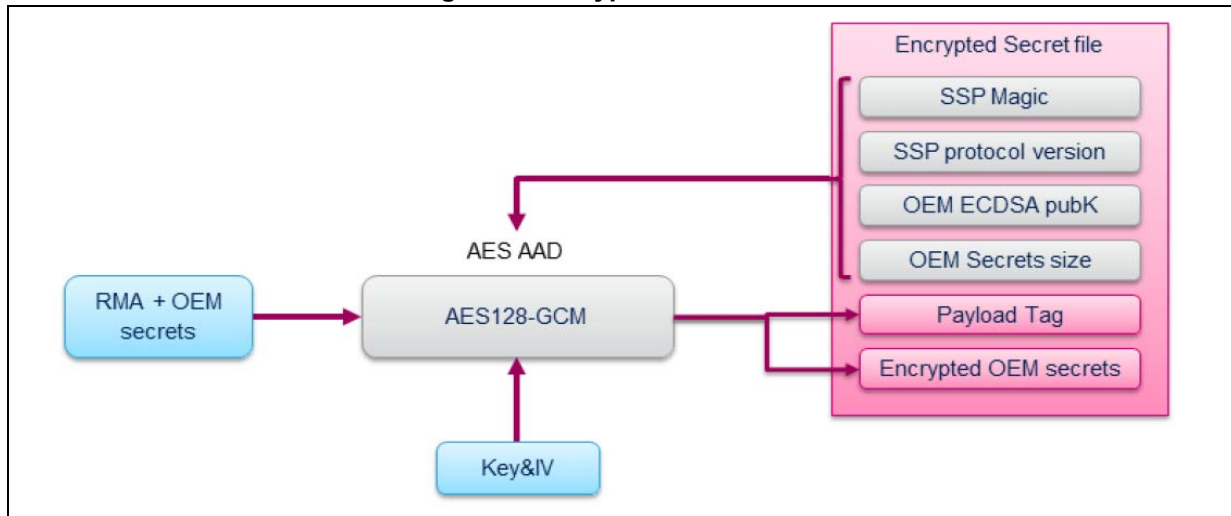 Encrypted Secret file
SSP Magic
SSP protocol version
OEM ECDSA pubK
OEM Secrets size
Payload Tag
Encrypted OEM secrets
AES AAD
RMA + OEM
secrets
AES128-GCM
Key&IV